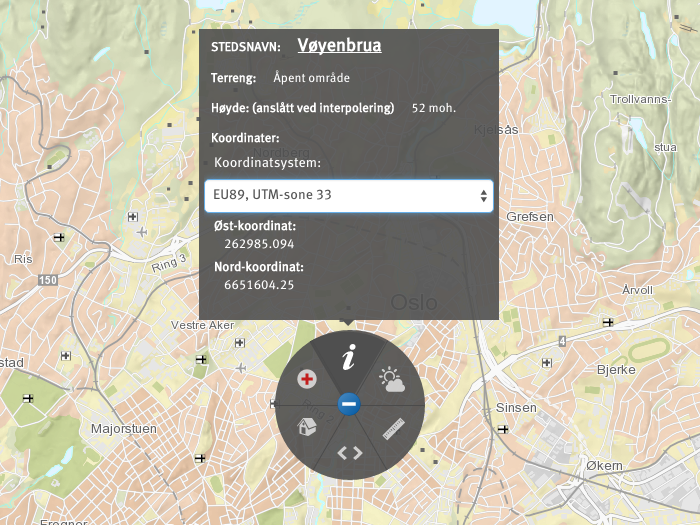 STEDSNAVN: Vøyenbrua
Terreng: Åpent område
Høyde: (anslått ved interpolering) 52 moh.
Koordinater:
Koordinatsystem:
EU89, UTM-sone 33
Øst-koordinat:
262985.094
Nord-koordinat:
6651604.25
i
Trollvanns-
stua
Kjelsås
Grefsen
Ris
150
Ring 3
Årvoll
Oslo
Vestre Aker
4
stad
Bjerke
Sinsen
Majorstuen
Økern
Frogner